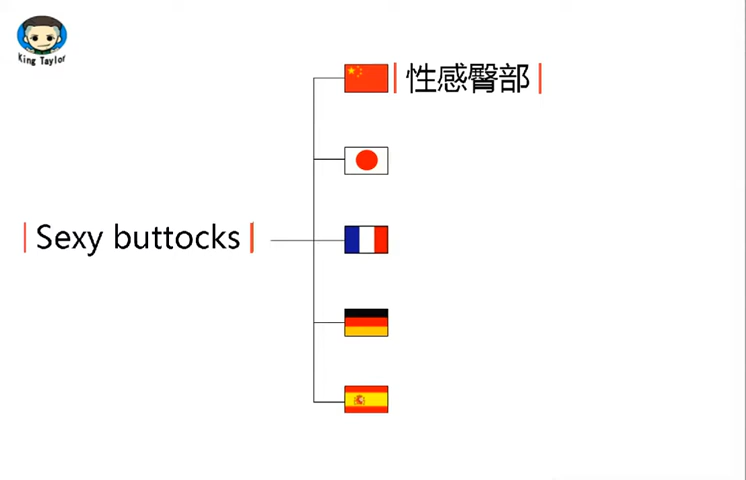 King Taylor
性感臀部
Sexy buttocks